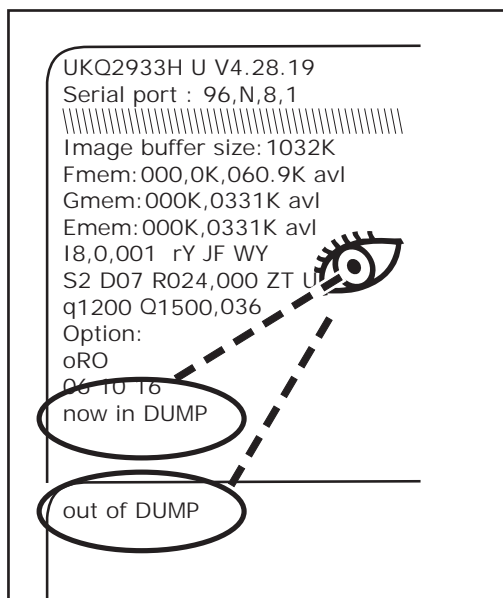 UKQ2933H U V4.28.19
Serial port : 96,N,8,1
Image buffer size:1032K
Fmem:000,0K,060.9K avl
Gmem:000K,0331K avl
Emem:000K,0331K avl
I8,0,001 rY JF WY
S2 D07 R024,000 ZT U
q1200 Q1500,036
Option:
oRO
06 10 16
now in DUMP
out of DUMP